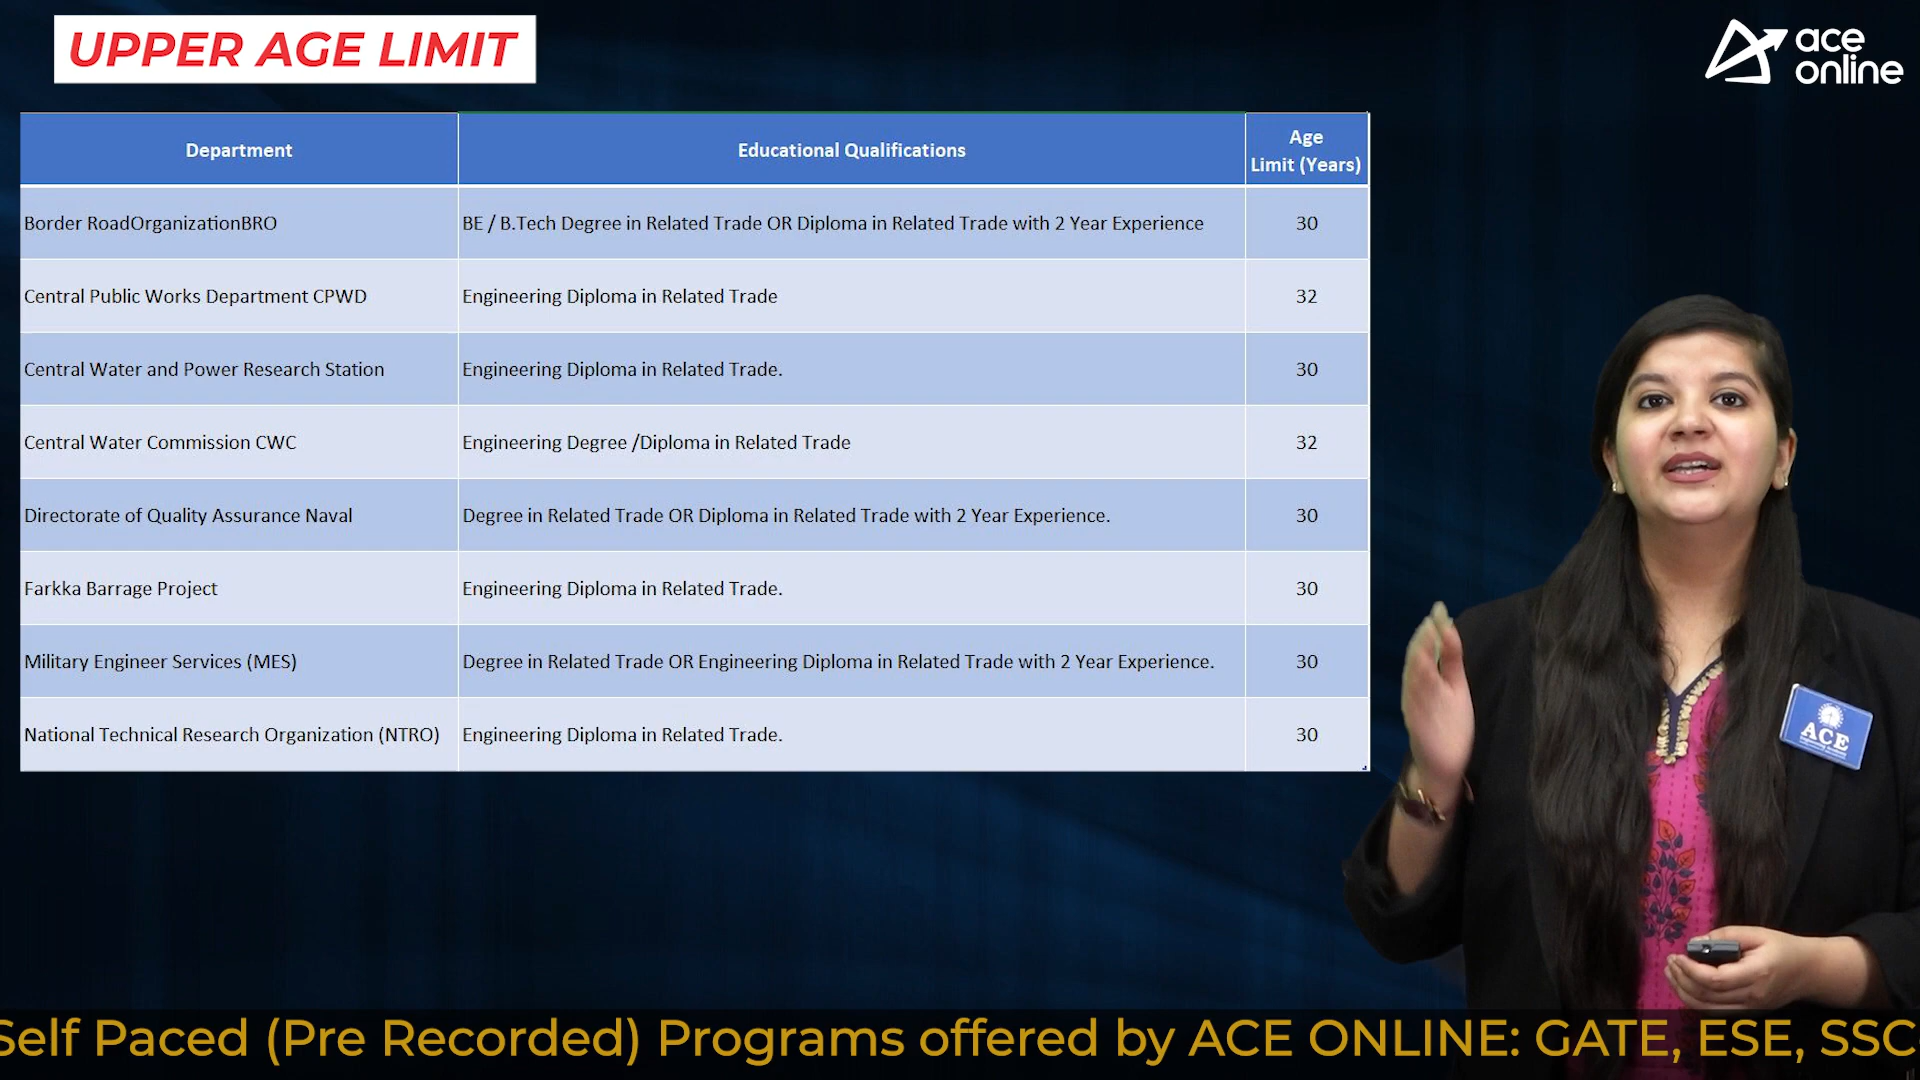 UPPER AGE LIMIT
ace
online
Department
Educational Qualifications
Age
Limit (Years)
Border RoadOrganizationBRO
BE / B.Tech Degree in Related Trade OR Diploma in Related Trade with 2 Year Experience
30
Central Public Works Department CPWD
Engineering Diploma in Related Trade
32
Central Water and Power Research Station
Engineering Diploma in Related Trade.
30
Central Water Commission CWC
Engineering Degree /Diploma in Related Trade
32
Directorate of Quality Assurance Naval
Degree in Related Trade OR Diploma in Related Trade with 2 Year Experience.
30
Farkka Barrage Project
Engineering Diploma in Related Trade.
30
Military Engineer Services (MES)
Degree in Related Trade OR Engineering Diploma in Related Trade with 2 Year Experience.
30
National Technical Research Organization (NTRO)
Engineering Diploma in Related Trade.
30
ACE
Self Paced (Pre Recorded) Programs offered by ACE ONLINE: GATE, ESE, SSC